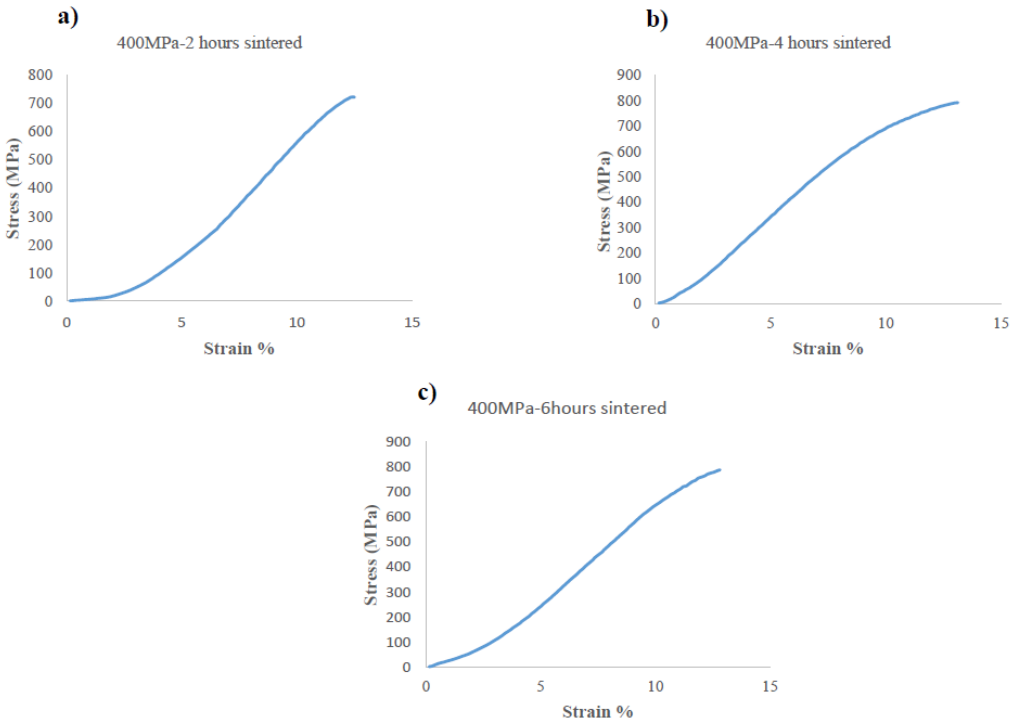 a)
400MPa-2 hours sintered
800
700
600
500
400
300
200
100
0
Stress (MPa)
0 5 10 15
Strain %
b)
400MPa-4 hours sintered
900
800
700
600
500
400
300
200
100
0
Stress (MPa)
0 5 10 15
Strain %
c)
400MPa-6hours sintered
900
800
700
600
500
400
300
200
100
0
Stress (MPa)
0 5 10 15
Strain %